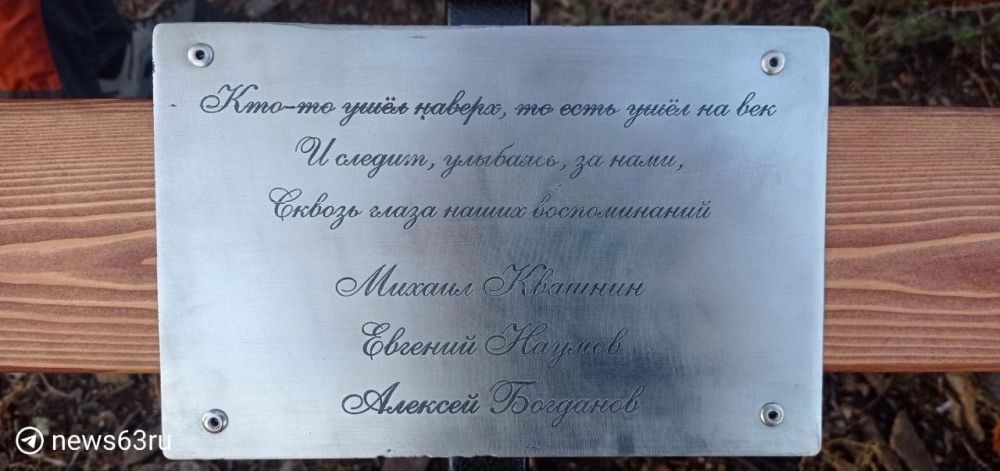 Кто-то ушёл наверх, то есть ушёл на век
И следит, улыбаясь, за нами,
Сквозь глаза наших воспоминаний
Михаил Квашнин
Евгений Наумов
Алексей Богданов
news63ru